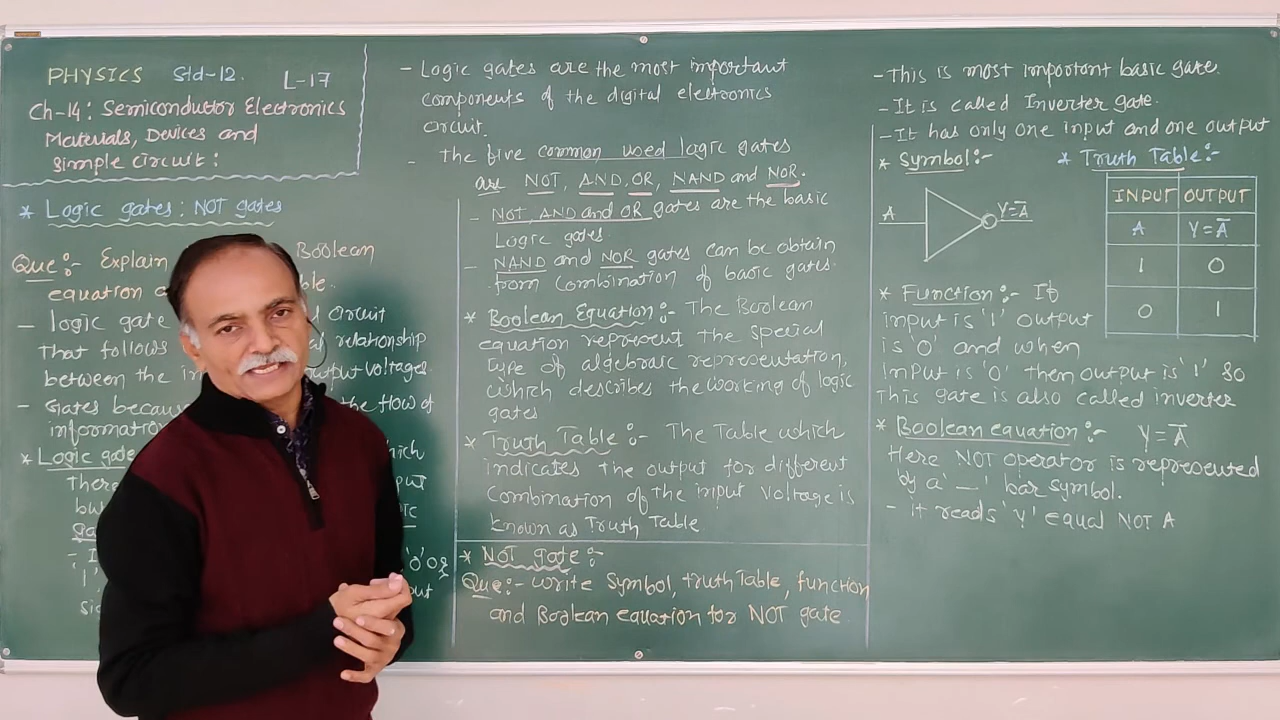 PHYSICS Std-12. L-17
Ch-14: Semiconductor Electronics
Materials, Devices and
simple circuit:
* Logic gates: NOT gates
Que:- Explain Boolean
equation
- logic gate circuit
That follows relationship
between the output voltages.
- Gates because the flow of
information
* Logic gate which
There
but
- Logic gates are the most important
components of the digital electronics
circuit.
- The five common used logic gates
are NOT, AND, OR, NAND and NOR.
- NOT, AND and OR gates are the basic
Logic gates.
- NAND and NOR gates can be obtain
from combination of basic gates.
* Boolean Equation:- The Boolean
equation represent the special
type of algebraic representation,
which describes the working of logic
gates
* Truth Table:- The Table which
indicates the output for different
Combination of the input voltage is
known as Truth Table
* NOT gate:-
Que:- Write symbol, truth Table, function
and Boolean equation for NOT gate.
- This is most important basic gate.
- It is called Inverter gate.
- It has only one input and one output
* Symbol:- * Truth Table:-
INPUT OUTPUT
A Y=A̅ A Y=A̅
1 0
0 1
* Function:- If
input is '1' output
is '0' and when
input is '0' then output is '1' so
This gate is also called inverter
* Boolean equation:- Y=A̅
Here NOT operator is represented
by a '—' bar symbol.
- it reads 'Y' equal NOT A